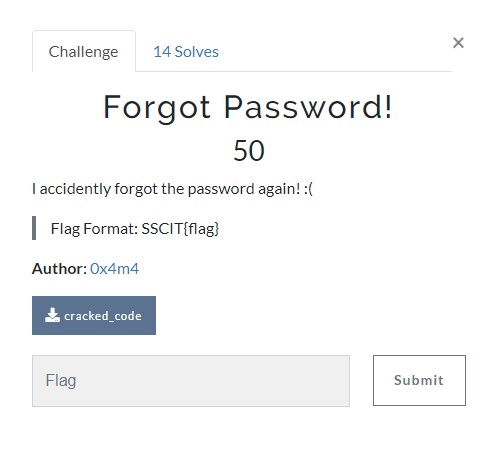 Challenge
14 Solves
×
Forgot Password!
50
I accidently forgot the password again! :(
Flag Format: SSCIT{flag}
Author: 0x4m4
cracked_code
Flag
Submit